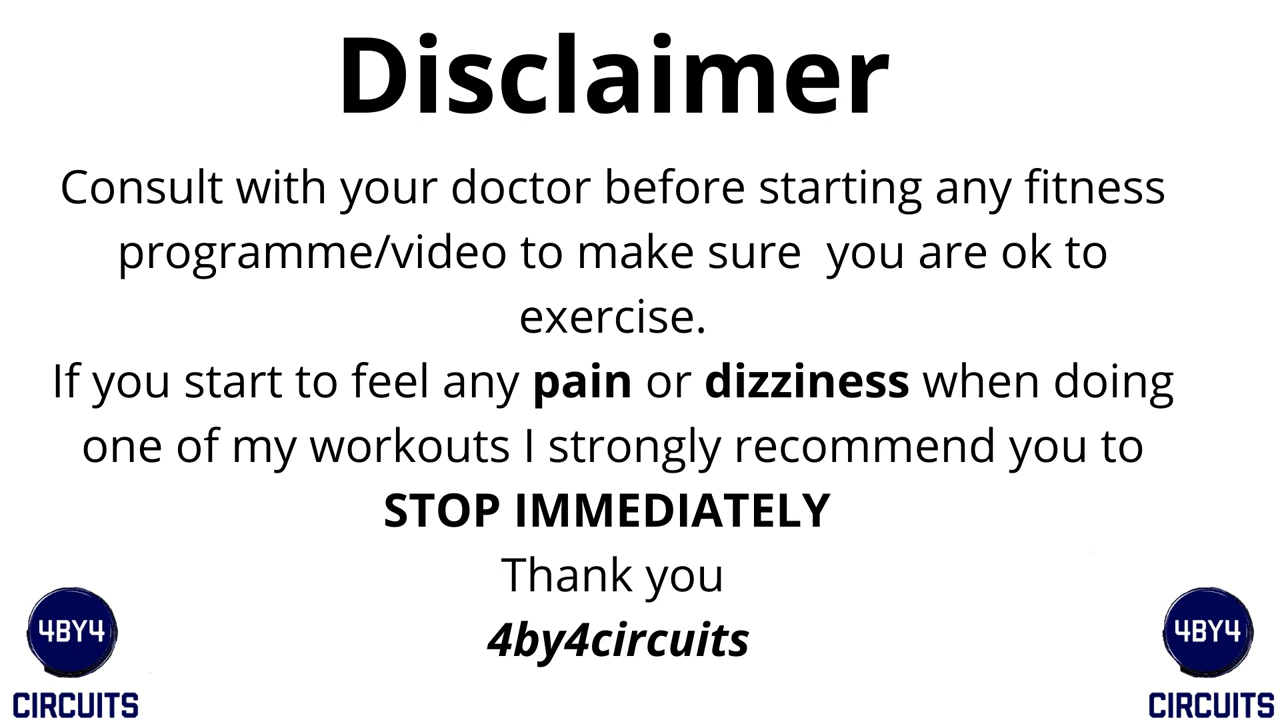 Disclaimer
Consult with your doctor before starting any fitness
programme/video to make sure  you are ok to
exercise.
If you start to feel any pain or dizziness when doing
one of my workouts I strongly recommend you to
STOP IMMEDIATELY
Thank you
4by4circuits
4BY4
CIRCUITS
4BY4
CIRCUITS